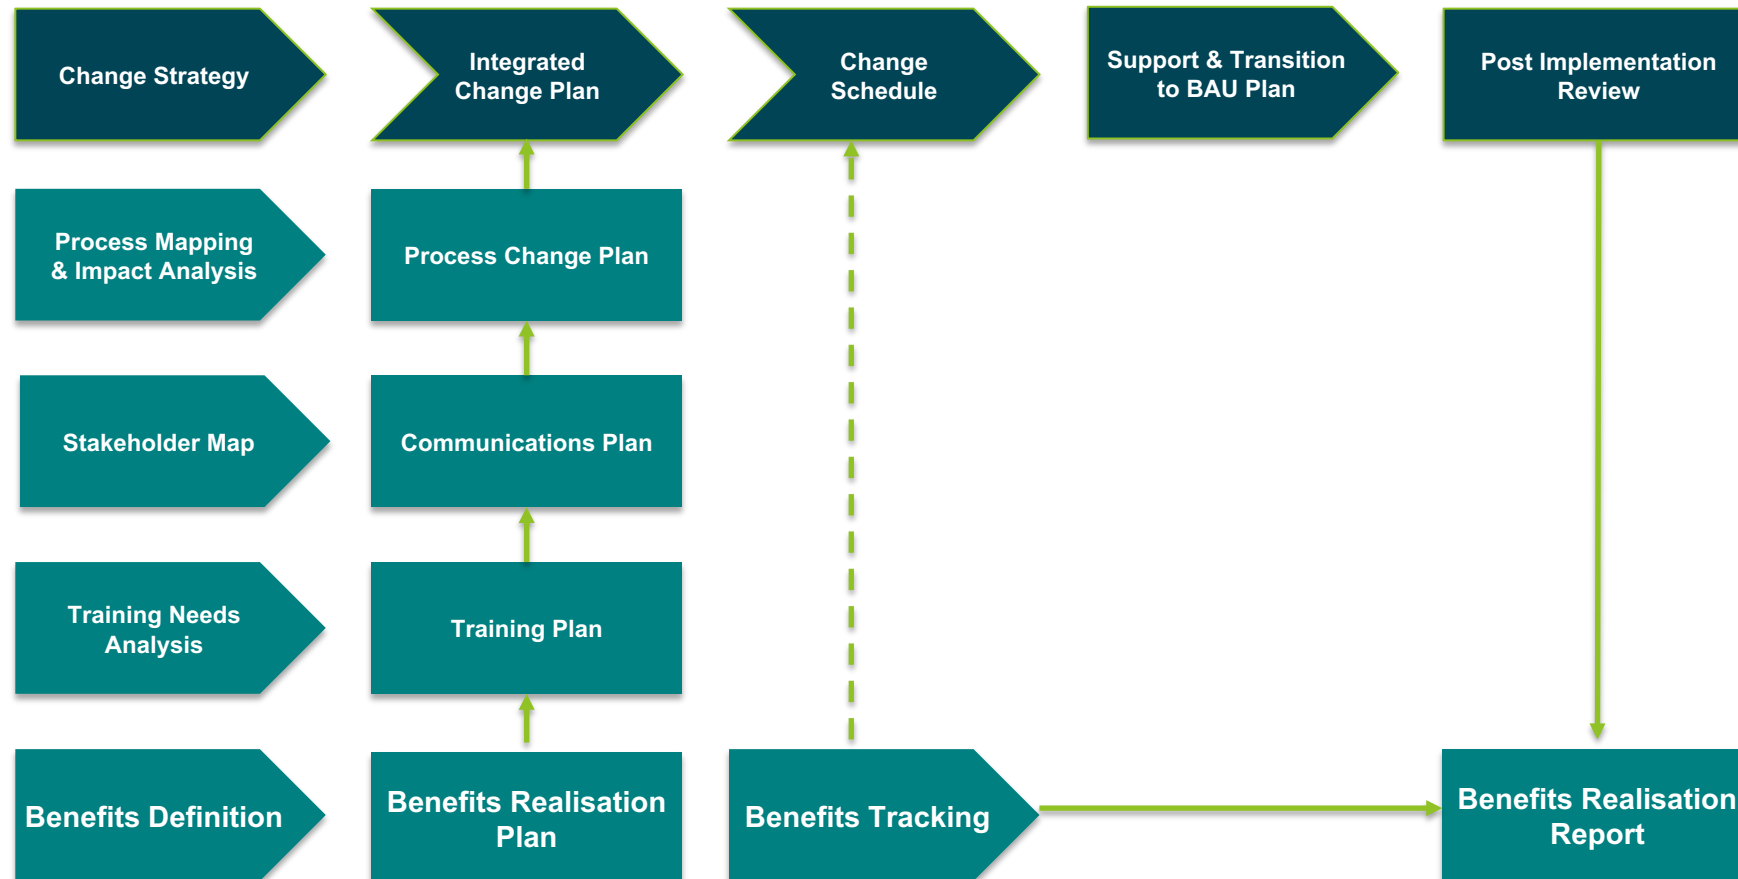 Change Strategy
Integrated
Change Plan
Change
Schedule
Support & Transition
to BAU Plan
Post Implementation
Review
Process Mapping
& Impact Analysis
Process Change Plan
Stakeholder Map
Communications Plan
Training Needs
Analysis
Training Plan
Benefits Definition
Benefits Realisation
Plan
Benefits Tracking
Benefits Realisation
Report